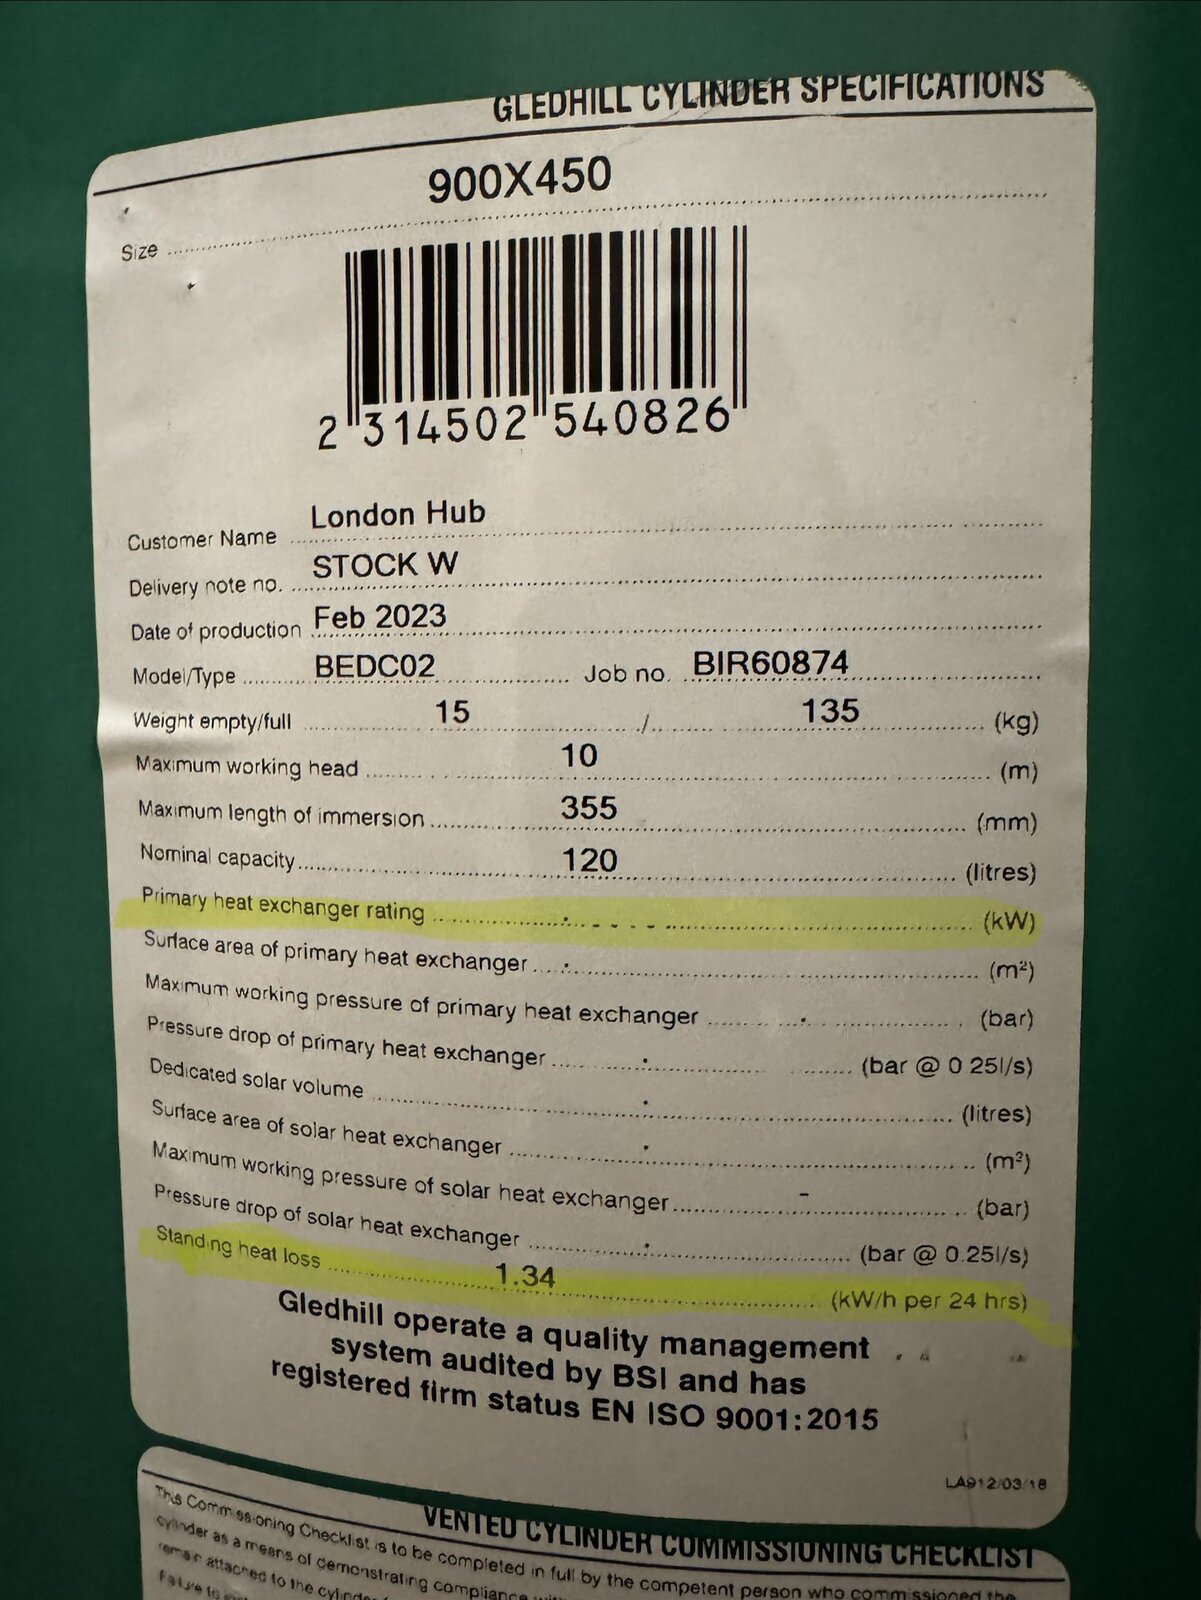 GLEDHILL CYLINDER SPECIFICATIONS
900X450
Size
2 314502 540826
Customer Name London Hub
Delivery note no. STOCK W
Date of production Feb 2023
Model/Type BEDC02 Job no. BIR60874
Weight empty/full 15 / 135 (kg)
Maximum working head 10 (m)
Maximum length of immersion 355 (mm)
Nominal capacity 120 (litres)
Primary heat exchanger rating (kW)
Surface area of primary heat exchanger (m²)
Maximum working pressure of primary heat exchanger (bar)
Pressure drop of primary heat exchanger (bar @ 0 25l/s)
Dedicated solar volume (litres)
Surface area of solar heat exchanger (m²)
Maximum working pressure of solar heat exchanger - (bar)
Pressure drop of solar heat exchanger (bar @ 0.25l/s)
Standing heat loss 1.34 (kW/h per 24 hrs)
Gledhill operate a quality management
system audited by BSI and has
registered firm status EN ISO 9001:2015
LA912/03/18
VENTED CYLINDER COMMISSIONING CHECKLIST
This Commissioning Checklist is to be completed in full by the competent person who commissioned the
cylinder as a means of demonstrating compliance
remain attached to the
Failure to